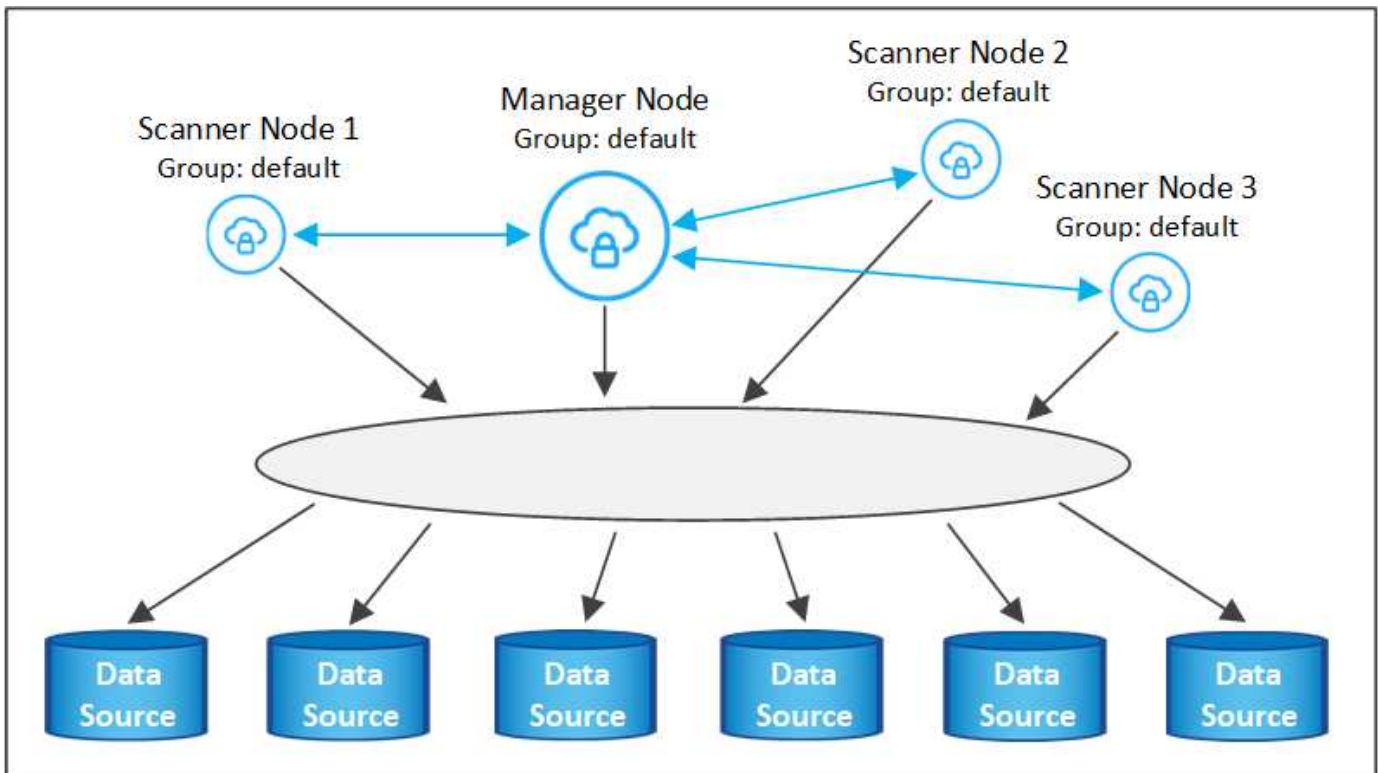 Scanner Node 1
Group: default
Manager Node
Group: default
Scanner Node 2
Group: default
Scanner Node 3
Group: default
Data
Source
Data
Source
Data
Source
Data
Source
Data
Source
Data
Source